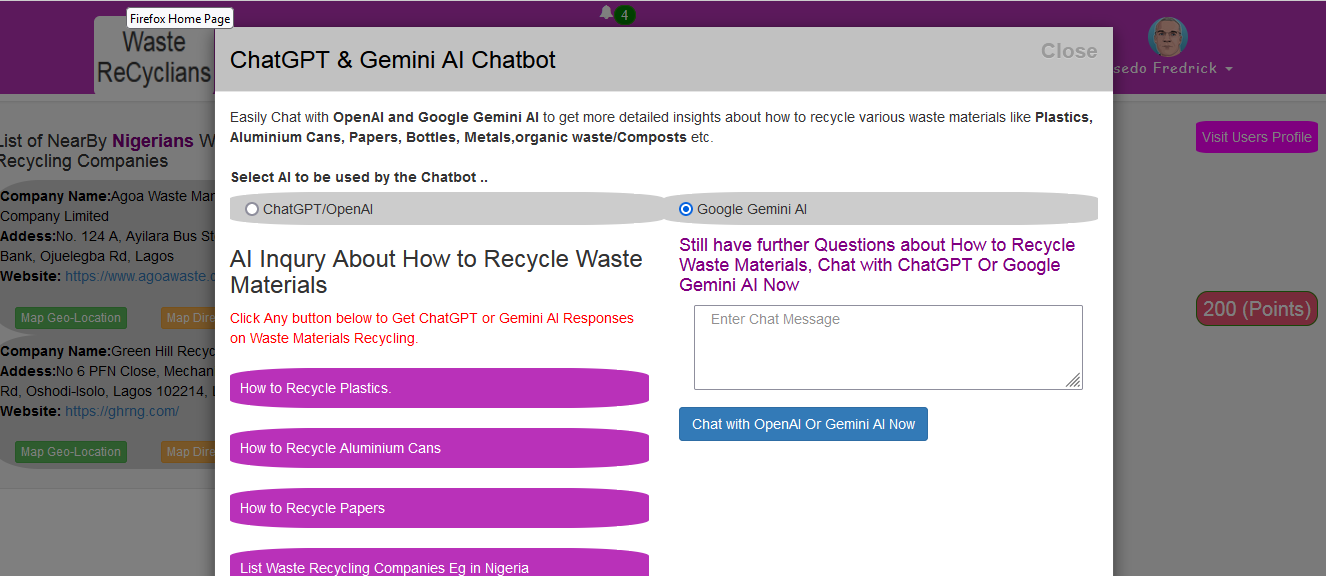 Firefox Home Page
4
Waste
ReCyclians
ChatGPT & Gemini AI Chatbot
Close
sedo Fredrick
Easily Chat with OpenAI and Google Gemini AI to get more detailed insights about how to recycle various waste materials like Plastics,
Aluminium Cans, Papers, Bottles, Metals,organic waste/Composts etc.
Select AI to be used by the Chatbot ..
ChatGPT/OpenAI
Google Gemini AI
List of NearBy Nigerians W
Recycling Companies
Company Name:Agoa Waste Mar
Company Limited
Addess:No. 124 A, Ayilara Bus St
Bank, Ojuelegba Rd, Lagos
Website: https://www.agoawaste.c
Map Geo-Location
Map Dire
Company Name:Green Hill Recyc
Addess:No 6 PFN Close, Mechan
Rd, Oshodi-Isolo, Lagos 102214,
Website: https://ghrng.com/
Map Geo-Location
Map Dire
AI Inqury About How to Recycle Waste
Materials
Click Any button below to Get ChatGPT or Gemini AI Responses
on Waste Materials Recycling.
How to Recycle Plastics.
How to Recycle Aluminium Cans
How to Recycle Papers
List Waste Recycling Companies Eg in Nigeria
Still have further Questions about How to Recycle
Waste Materials, Chat with ChatGPT Or Google
Gemini AI Now
Enter Chat Message
Chat with OpenAI Or Gemini AI Now
Visit Users Profile
200 (Points)